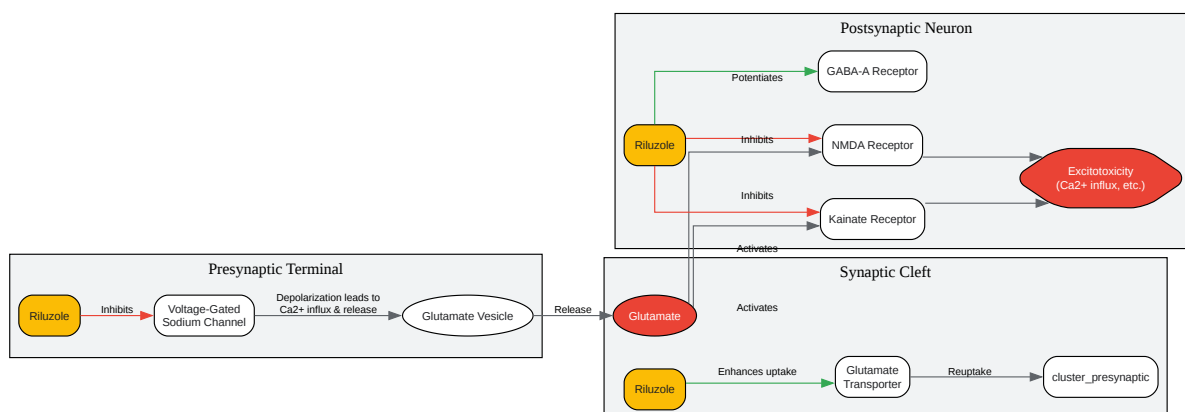 Postsynaptic Neuron
GABA-A Receptor
Potentiates
Riluzole
Inhibits
NMDA Receptor
Excitotoxicity
(Ca2+ influx, etc.)
Inhibits
Kainate Receptor
Activates
Presynaptic Terminal
Riluzole
Inhibits
Voltage-Gated
Sodium Channel
Depolarization leads to
Ca2+ influx & release
Glutamate Vesicle
Release
Synaptic Cleft
Glutamate
Activates
Riluzole
Enhances uptake
Glutamate
Transporter
Reuptake
cluster_presynaptic